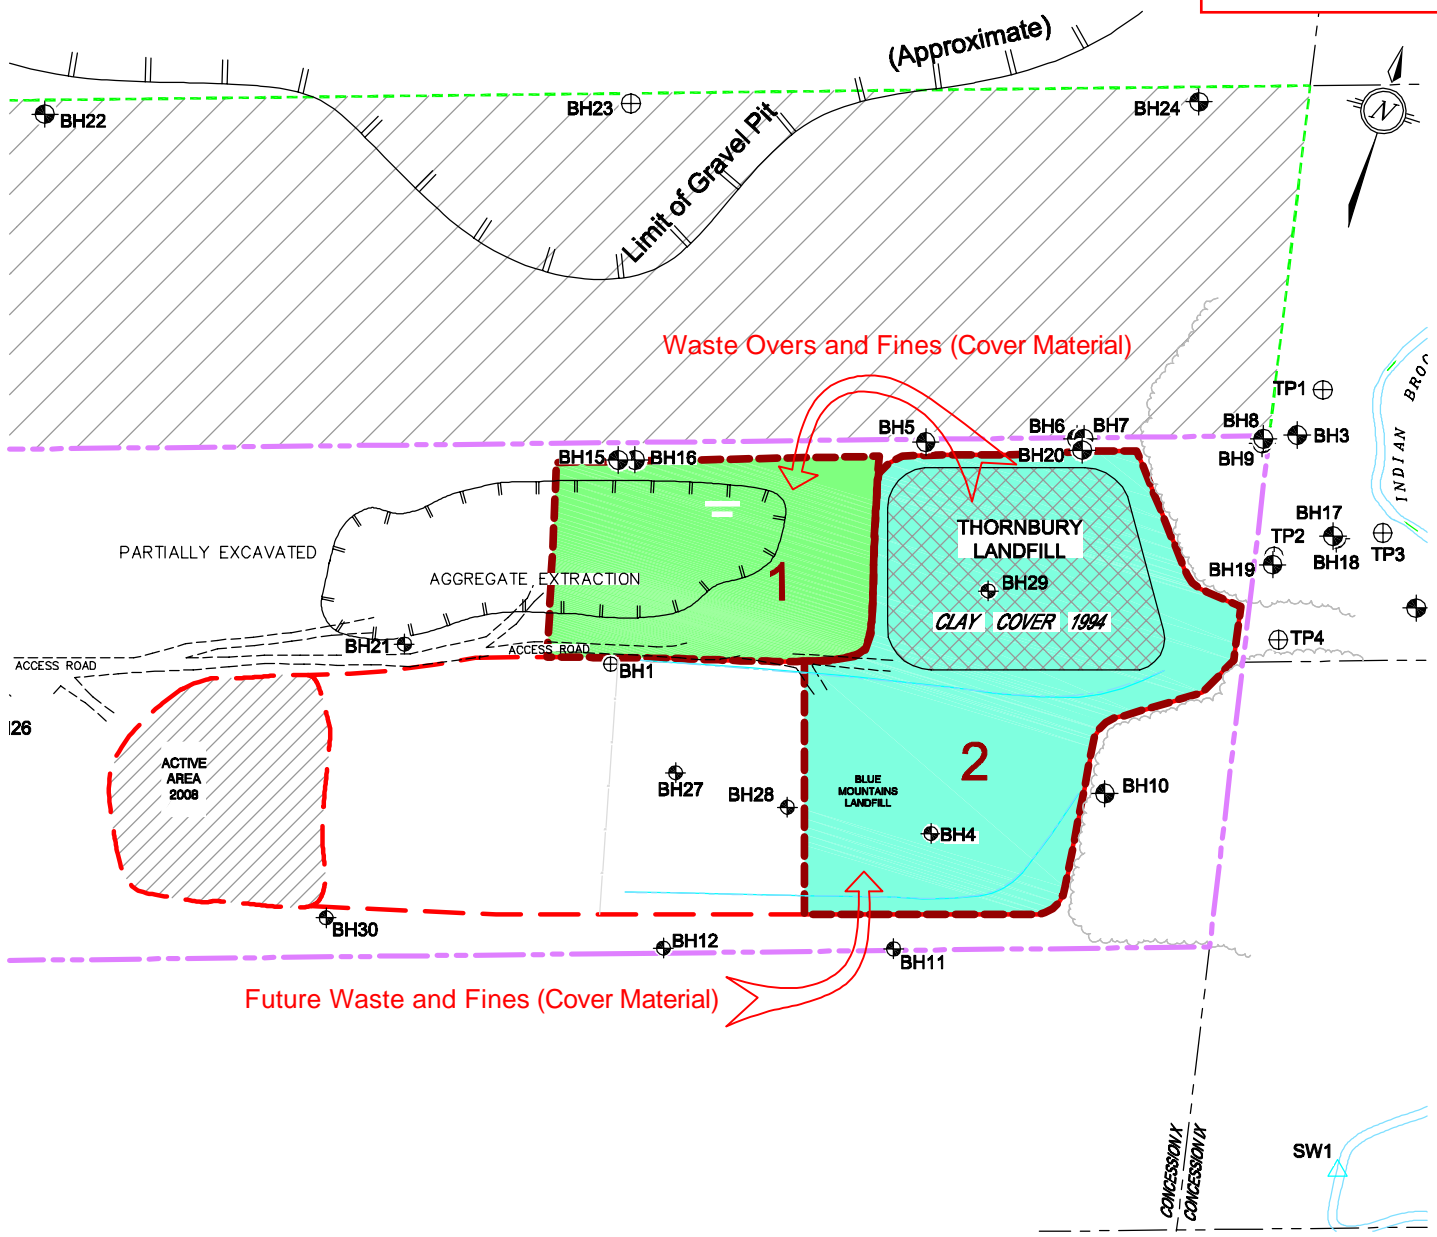 (Approximate)
BH22
BH23
BH24
N
Limit of Gravel Pit
Waste Overs and Fines (Cover Material)
TP1
INDIAN
BH5
BH6
BH7
BH8
BH3
BH20
BH9
BH15
BH16
THORNBURY
LANDFILL
BH17
TP2
TP3
BH18
BH19
PARTIALLY EXCAVATED
AGGREGATE EXTRACTION
1
BH29
CLAY COVER 1994
BH21
ACCESS ROAD
ACCESS ROAD
TP4
BH1
ACTIVE
AREA
2008
2
BH27
BLUE
MOUNTAINS
LANDFILL
BH28
BH10
BH4
BH30
BH12
BH11
Future Waste and Fines (Cover Material)
CONCESSION X
CONCESSION IX
SW1